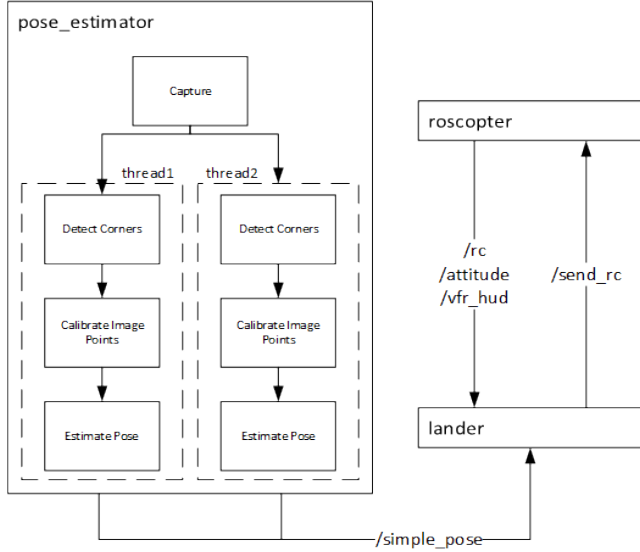 pose_estimator
Capture
thread1
thread2
Detect Corners
Detect Corners
Calibrate Image
Points
Calibrate Image
Points
Estimate Pose
Estimate Pose
roscopter
/rc
/attitude
/vfr_hud
/send_rc
lander
/simple_pose